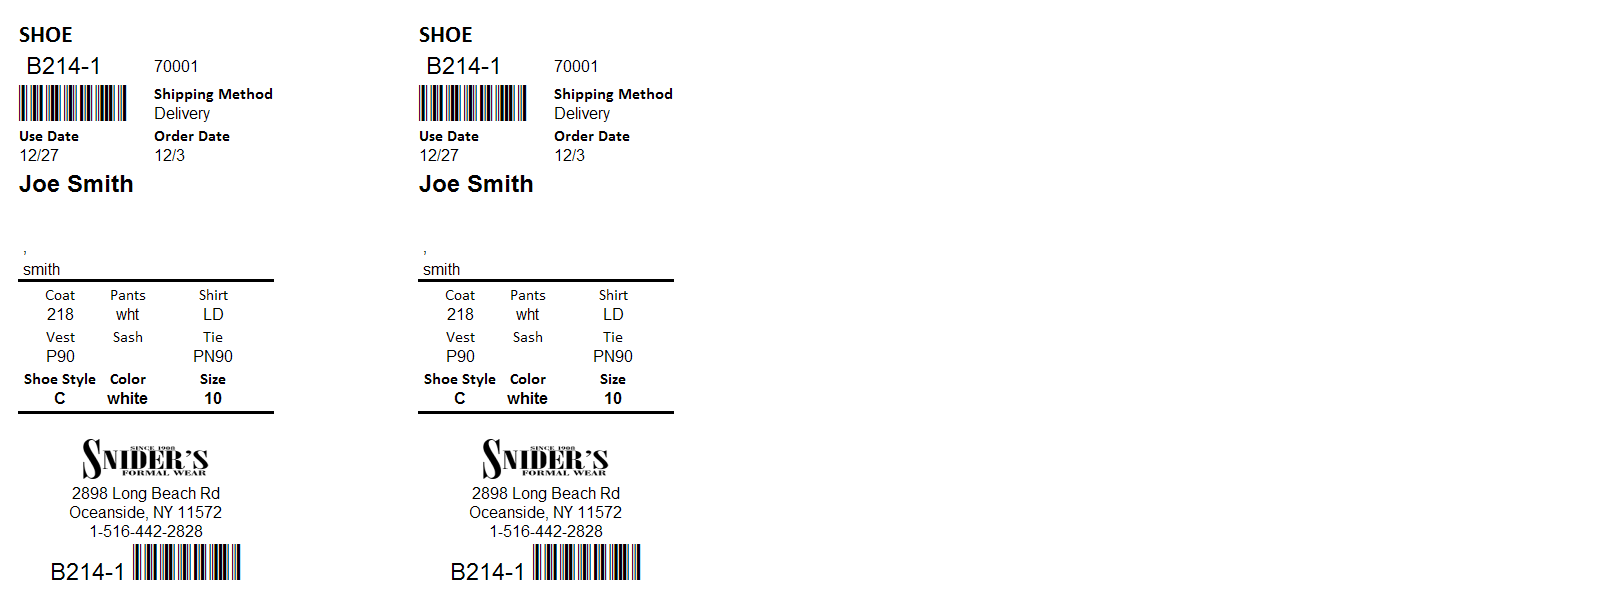 SHOE
B214-1 70001
Shipping Method
Delivery
Use Date Order Date
12/27 12/3
Joe Smith
,
smith
Coat Pants Shirt
218 wht LD
Vest Sash Tie
P90 PN90
Shoe Style Color Size
C white 10
SINCE 1900
SNIDER'S
FORMAL WEAR
2898 Long Beach Rd
Oceanside, NY 11572
1-516-442-2828
B214-1
SHOE
B214-1 70001
Shipping Method
Delivery
Use Date Order Date
12/27 12/3
Joe Smith
,
smith
Coat Pants Shirt
218 wht LD
Vest Sash Tie
P90 PN90
Shoe Style Color Size
C white 10
SINCE 1900
SNIDER'S
FORMAL WEAR
2898 Long Beach Rd
Oceanside, NY 11572
1-516-442-2828
B214-1